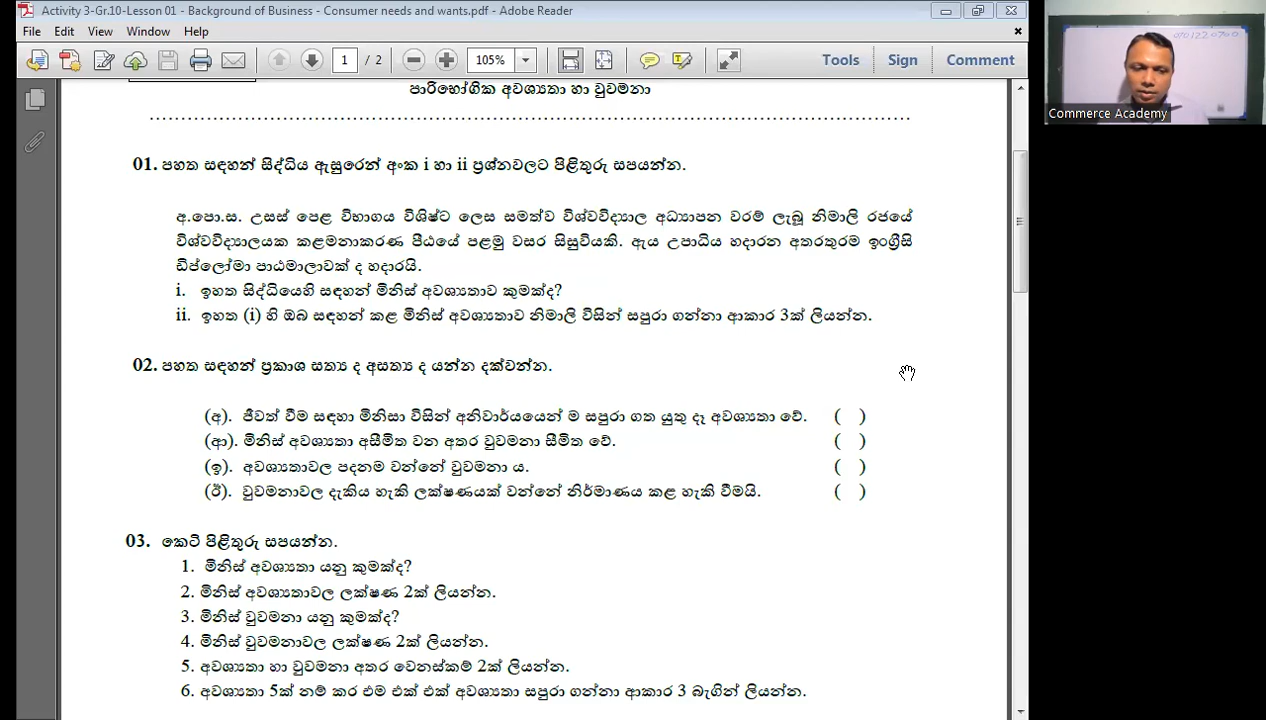 Activity 3-Gr.10-Lesson 01 - Background of Business - Consumer needs and wants.pdf - Adobe Reader
File Edit View Window Help
1 / 2 105% Tools Sign Comment
පාරිභෝගික අවශ්‍යතා හා වුවමනා
01. පහත සඳහන් සිද්ධිය ඇසුරෙන් අංක i හා ii ප්‍රශ්නවලට පිළිතුරු සපයන්න.
අ.පො.ස. උසස් පෙළ විභාගය විශිෂ්ට ලෙස සමත්ව විශ්වවිද්‍යාල අධ්‍යාපන වරම් ලැබූ නිමාලි රජයේ
විශ්වවිද්‍යාලයක කළමනාකරණ පීඨයේ පළමු වසර සිසුවියකි. ඇය උපාධිය හදාරන අතරතුරම ඉංග්‍රීසි
ඩිප්ලෝමා පාඨමාලාවක් ද හදාරයි.
i. ඉහත සිද්ධියෙහි සඳහන් මිනිස් අවශ්‍යතාව කුමක්ද?
ii. ඉහත (i) හි ඔබ සඳහන් කළ මිනිස් අවශ්‍යතාව නිමාලි විසින් සපුරා ගන්නා ආකාර 3ක් ලියන්න.
02. පහත සඳහන් ප්‍රකාශ සත්‍ය ද අසත්‍ය ද යන්න දක්වන්න.
(අ). ජීවත් වීම සඳහා මිනිසා විසින් අනිවාර්යයෙන් ම සපුරා ගත යුතු දෑ අවශ්‍යතා වේ. ( )
(ආ). මිනිස් අවශ්‍යතා අසීමිත වන අතර වුවමනා සීමිත වේ. ( )
(ඉ). අවශ්‍යතාවල පදනම වන්නේ වුවමනා ය. ( )
(ඊ). වුවමනාවල දැකිය හැකි ලක්ෂණයක් වන්නේ නිර්මාණය කළ හැකි වීමයි. ( )
03. කෙටි පිළිතුරු සපයන්න.
1. මිනිස් අවශ්‍යතා යනු කුමක්ද?
2. මිනිස් අවශ්‍යතාවල ලක්ෂණ 2ක් ලියන්න.
3. මිනිස් වුවමනා යනු කුමක්ද?
4. මිනිස් වුවමනාවල ලක්ෂණ 2ක් ලියන්න.
5. අවශ්‍යතා හා වුවමනා අතර වෙනස්කම් 2ක් ලියන්න.
6. අවශ්‍යතා 5ක් නම් කර එම එක් එක් අවශ්‍යතා සපුරා ගන්නා ආකාර 3 බැගින් ලියන්න.
Commerce Academy